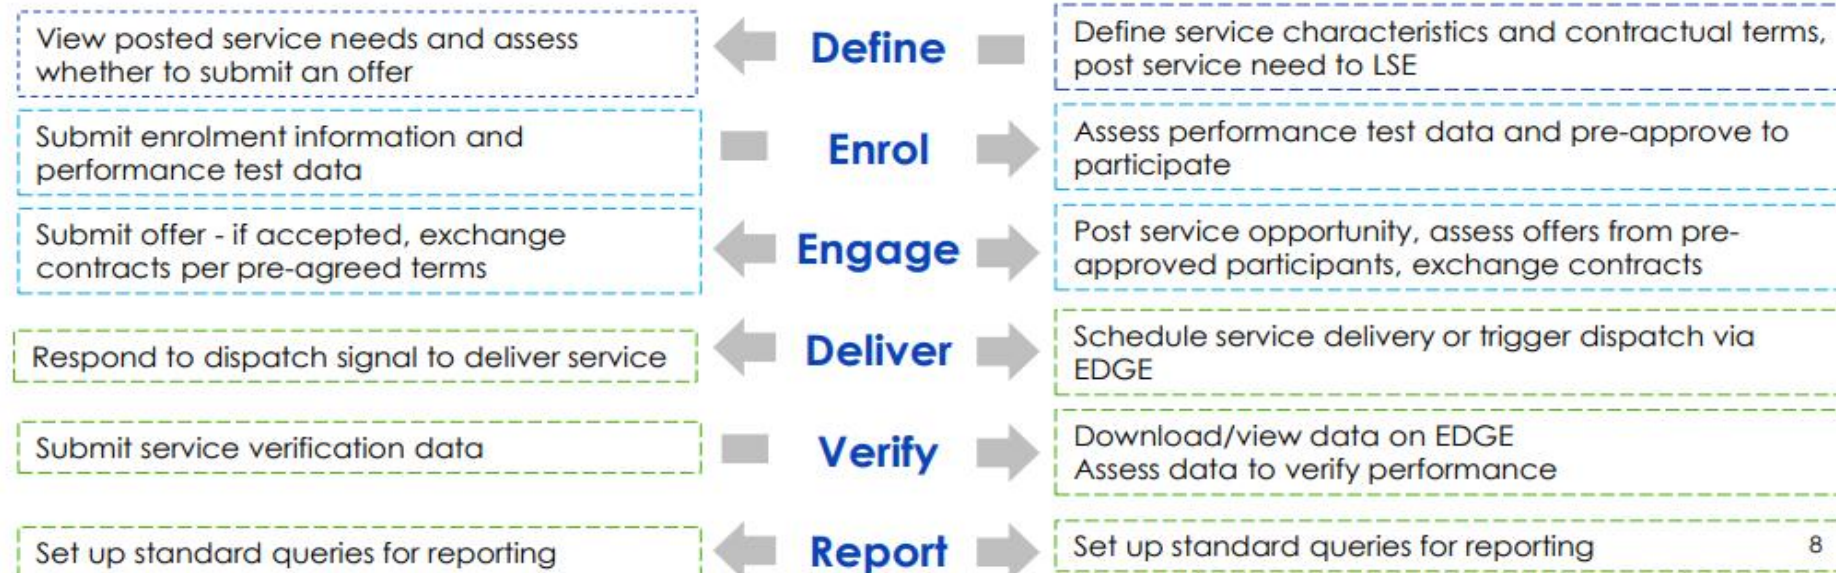 View posted service needs and assess
whether to submit an offer
Define
Define service characteristics and contractual terms,
post service need to LSE
Submit enrolment information and
performance test data
Enrol
Assess performance test data and pre-approve to
participate
Submit offer - if accepted, exchange
contracts per pre-agreed terms
Engage
Post service opportunity, assess offers from pre-
approved participants, exchange contracts
Respond to dispatch signal to deliver service
Deliver
Schedule service delivery or trigger dispatch via
EDGE
Submit service verification data
Verify
Download/view data on EDGE
Assess data to verify performance
Set up standard queries for reporting
Report
Set up standard queries for reporting
8